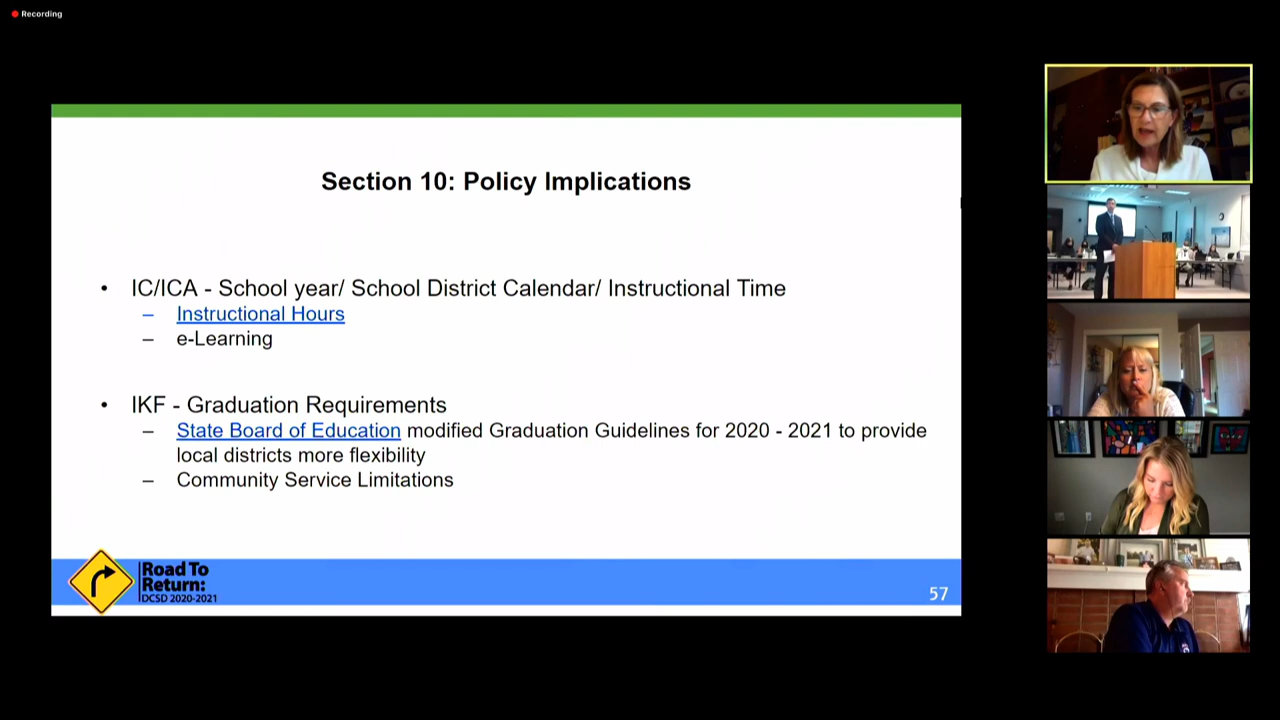 Recording
Section 10: Policy Implications
• IC/ICA - School year/ School District Calendar/ Instructional Time
– Instructional Hours
– e-Learning
• IKF - Graduation Requirements
– State Board of Education modified Graduation Guidelines for 2020 - 2021 to provide
local districts more flexibility
– Community Service Limitations
Road To
Return:
DCSD 2020-2021
57